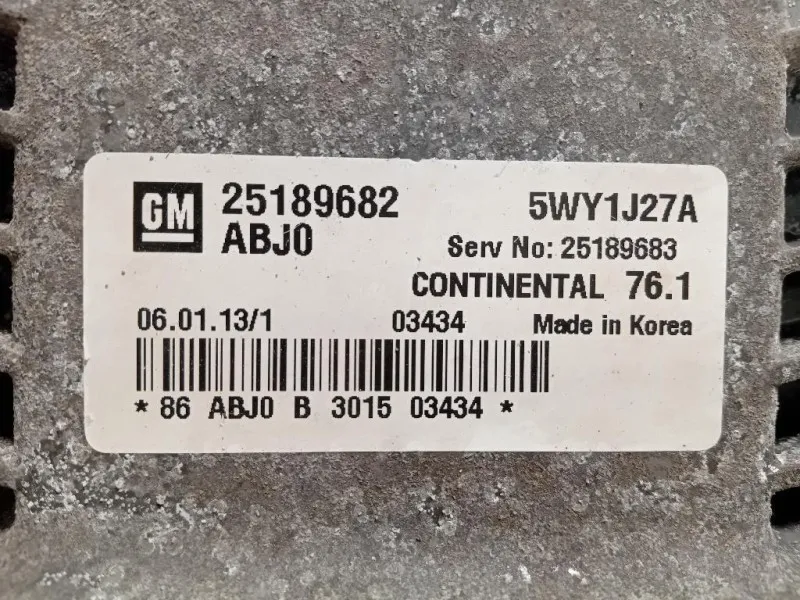 GM 25189682 5WY1J27A
ABJ0 Serv No: 25189683
CONTINENTAL 76.1
06.01.13/1 03434 Made in Korea
* 86 ABJ0 B 3015 03434 *